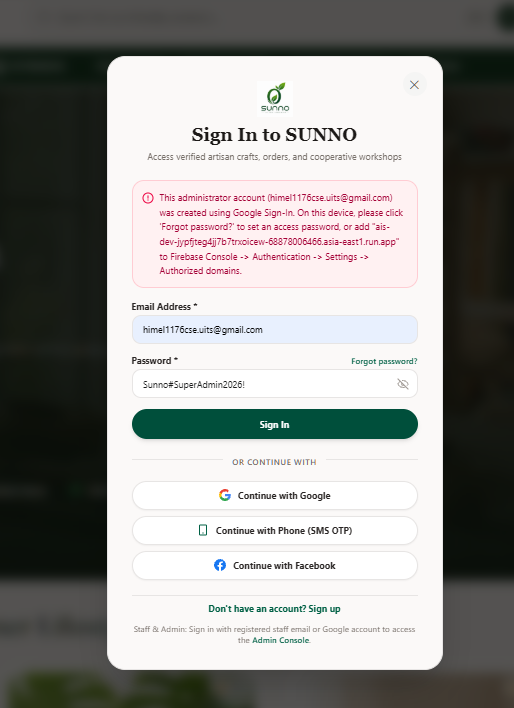 SUNNO
Sign In to SUNNO
Access verified artisan crafts, orders, and cooperative workshops
This administrator account (himel1176cse.uits@gmail.com)
was created using Google Sign-In. On this device, please click
'Forgot password?' to set an access password, or add "ais-
dev-jypfjteg4jj7b7trxoicew-68878006466.asia-east1.run.app"
to Firebase Console -> Authentication -> Settings ->
Authorized domains.
Email Address *
himel1176cse.uits@gmail.com
Password *
Forgot password?
Sunno#SuperAdmin2026!
Sign In
OR CONTINUE WITH
Continue with Google
Continue with Phone (SMS OTP)
Continue with Facebook
Don't have an account? Sign up
Staff & Admin: Sign in with registered staff email or Google account to access
the Admin Console.